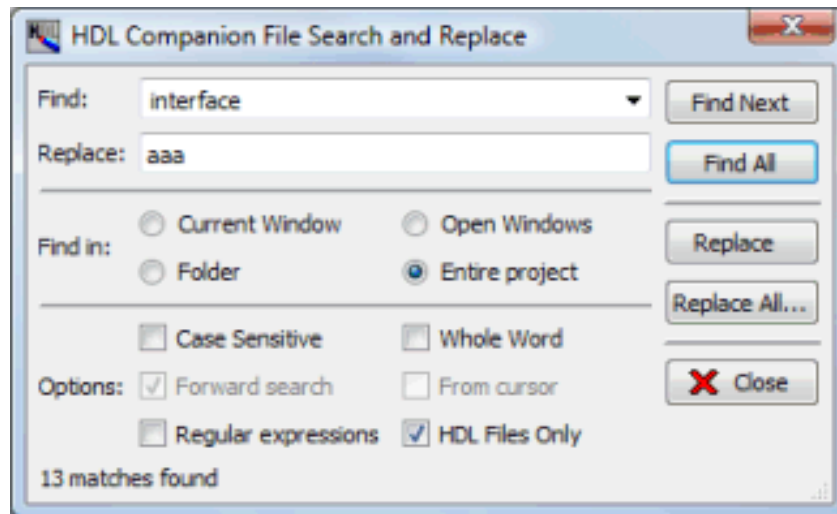 HDL Companion File Search and Replace
Find: interface Find Next
Replace: aaa Find All
Find in: Current Window Open Windows Replace
Folder Entire project Replace All...
Case Sensitive Whole Word
Options: Forward search From cursor Close
Regular expressions HDL Files Only
13 matches found